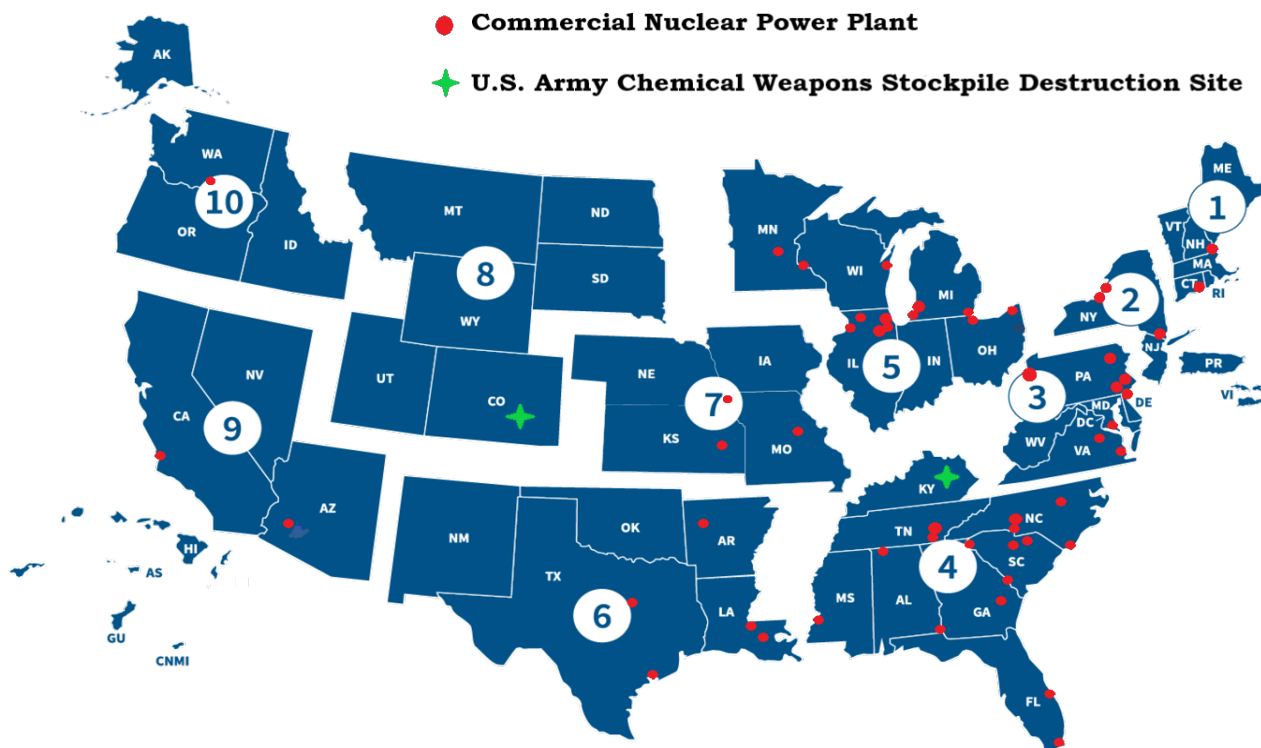 Commercial Nuclear Power Plant
U.S. Army Chemical Weapons Stockpile Destruction Site
AK
WA
10
OR
ID
MT
ND
8
SD
WY
MN
WI
MI
ME
1
VT
NH
MA
CT
RI
2
NY
NJ
PR
VI
NV
UT
CO
CA
9
AZ
NE
IA
7
KS
MO
IL
5
IN
OH
PA
3
MD
DE
DC
WV
VA
KY
NM
OK
AR
TX
6
LA
TN
NC
4
SC
MS
AL
GA
FL
HI
AS
GU
CNMI